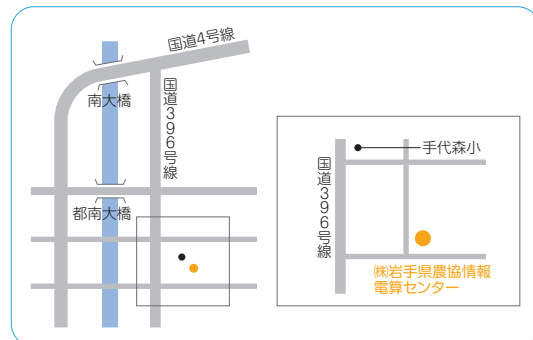 国道4号線
南大橋
国道396号線
都南大橋
手代森小
国道396号線
㈱岩手県農協情報
電算センター